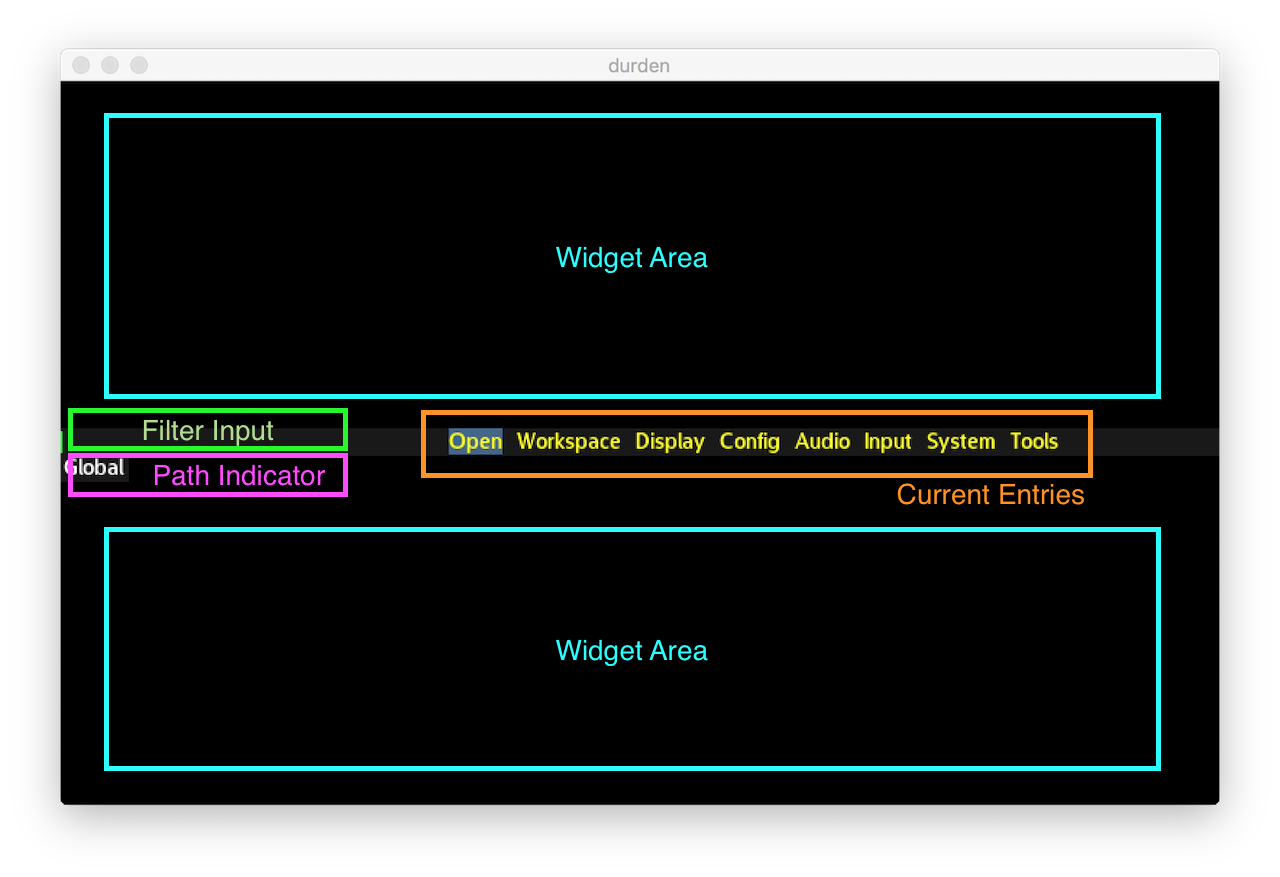 durden
Widget Area
Filter Input
Open Workspace Display Config Audio Input System Tools
Global
Path Indicator
Current Entries
Widget Area